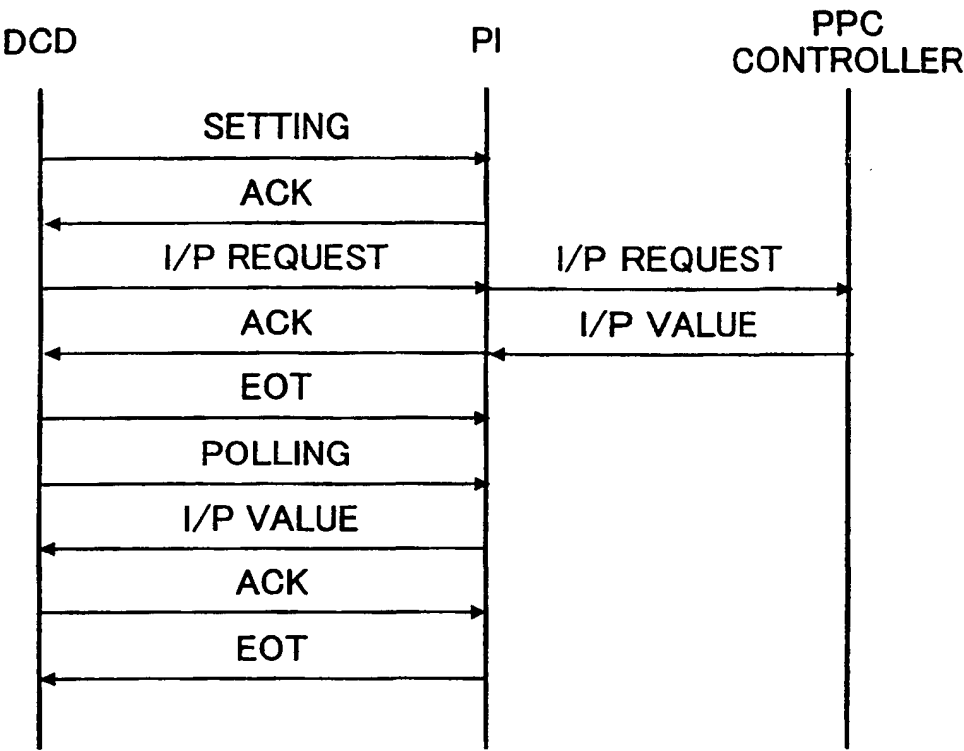 DCD
PI
PPC
CONTROLLER
SETTING
ACK
I/P REQUEST
I/P REQUEST
ACK
I/P VALUE
EOT
POLLING
I/P VALUE
ACK
EOT